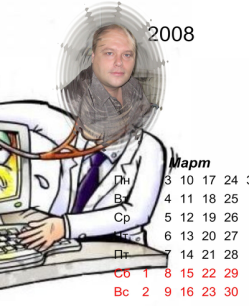 2008
Март
Пн 3 10 17 24
Вт 4 11 18 25
Ср 5 12 19 26
Чт 6 13 20 27
Пт 7 14 21 28
Сб 1 8 15 22 29
Вс 2 9 16 23 30